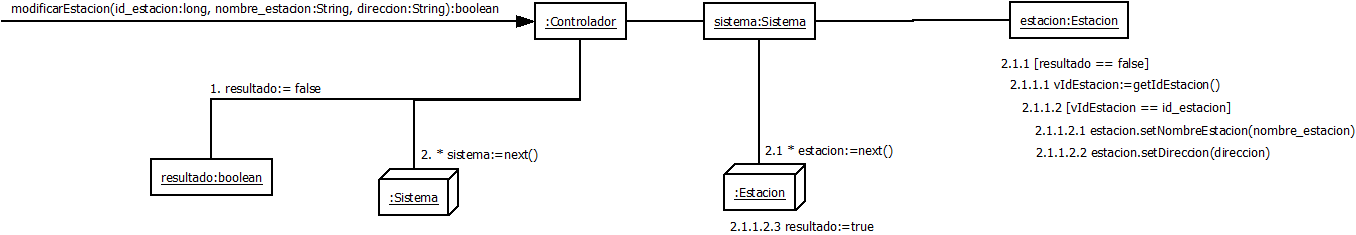 modificarEstacion(id_estacion:long, nombre_estacion:String, direccion:String):boolean
:Controlador
sistema:Sistema
estacion:Estacion
2.1.1 [resultado == false]
2.1.1.1 vIdEstacion:=getIdEstacion()
2.1.1.2 [vIdEstacion == id_estacion]
2.1.1.2.1 estacion.setNombreEstacion(nombre_estacion)
2.1.1.2.2 estacion.setDireccion(direccion)
1. resultado:= false
2. * sistema:=next()
2.1 * estacion:=next()
resultado:boolean
:Sistema
:Estacion
2.1.1.2.3 resultado:=true